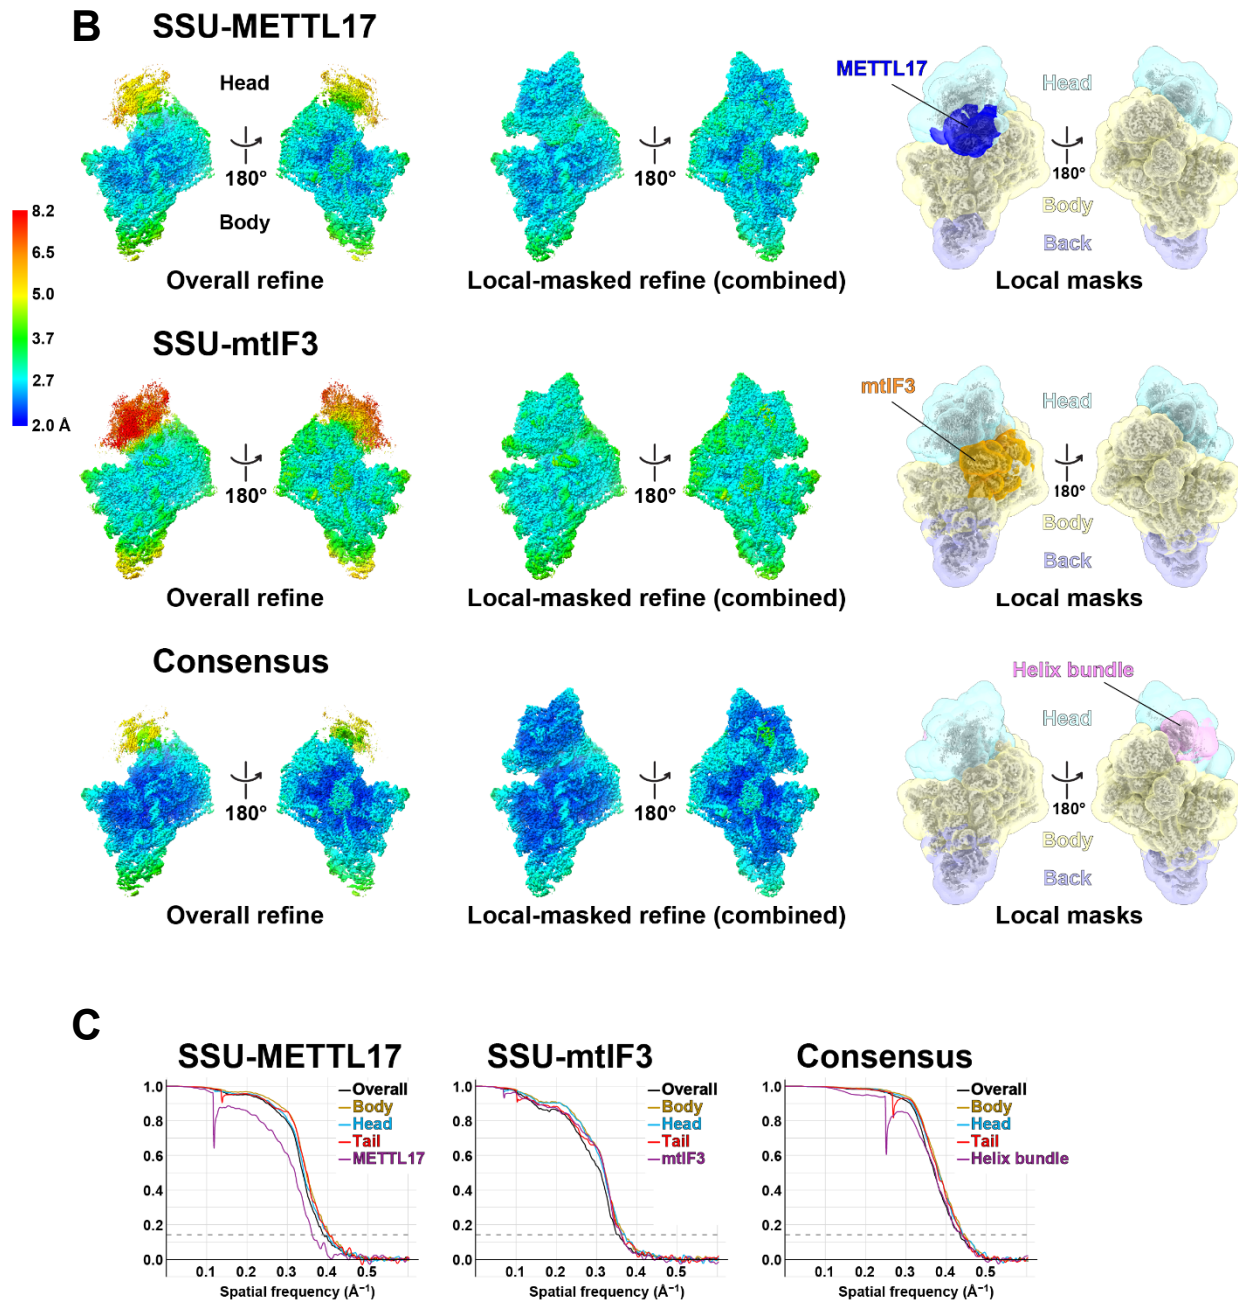 B
SSU-METTL17
METTL17
Head
Head
180°
180°
180°
Body
Body
Back
Overall refine
Local-masked refine (combined)
Local masks
8.2
6.5
5.0
3.7
2.7
2.0 Å
SSU-mtIF3
mtIF3
Head
180°
180°
180°
Body
Back
Overall refine
Local-masked refine (combined)
Local masks
Consensus
Helix bundle
Head
180°
180°
180°
Body
Back
Overall refine
Local-masked refine (combined)
Local masks
C
SSU-METTL17
1.0
0.8
0.6
0.4
0.2
0.0
Overall
Body
Head
Tail
METTL17
0.1 0.2 0.3 0.4 0.5
Spatial frequency (Å⁻¹)
SSU-mtIF3
1.0
0.8
0.6
0.4
0.2
0.0
Overall
Body
Head
Tail
mtIF3
0.1 0.2 0.3 0.4 0.5
Spatial frequency (Å⁻¹)
Consensus
1.0
0.8
0.6
0.4
0.2
0.0
Overall
Body
Head
Tail
Helix bundle
0.1 0.2 0.3 0.4 0.5
Spatial frequency (Å⁻¹)